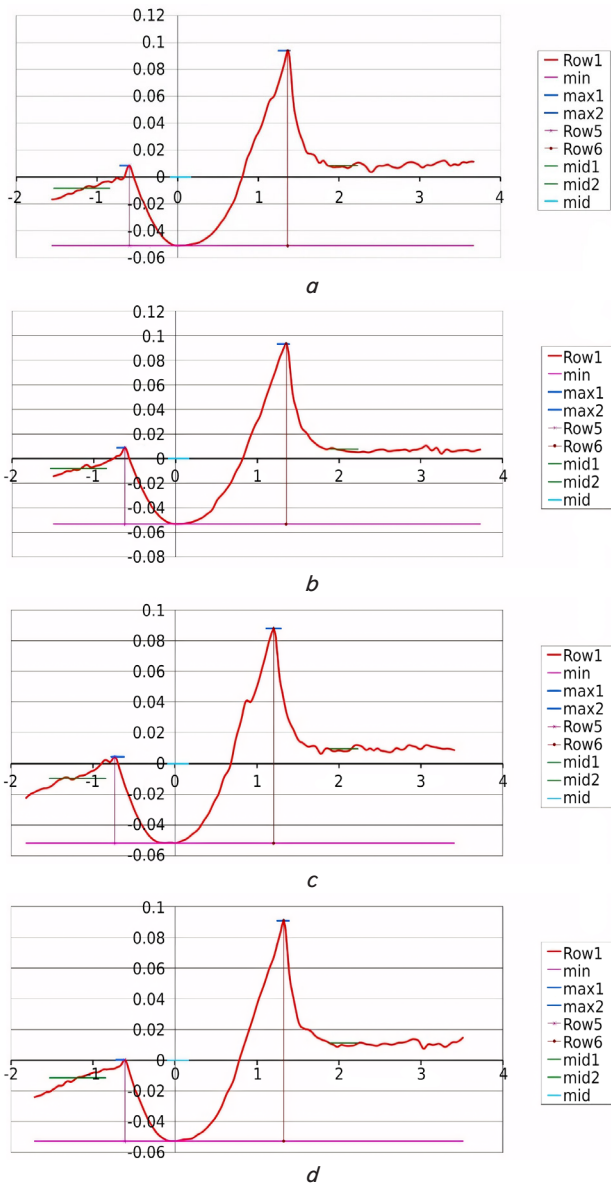 0.12
0.1
0.08
0.06
0.04
0.02
0
-2 -1 0 1 2 3 4
-0.02
-0.04
-0.06
Row1
min
max1
max2
Row5
Row6
mid1
mid2
mid
a
0.12
0.1
0.08
0.06
0.04
0.02
0
-2 -1 0 1 2 3 4
-0.02
-0.04
-0.06
-0.08
Row1
min
max1
max2
Row5
Row6
mid1
mid2
mid
b
0.1
0.08
0.06
0.04
0.02
0
-2 -1 0 1 2 3 4
-0.02
-0.04
-0.06
Row1
min
max1
max2
Row5
Row6
mid1
mid2
mid
c
0.1
0.08
0.06
0.04
0.02
0
-2 -1 0 1 2 3 4
-0.02
-0.04
-0.06
Row1
min
max1
max2
Row5
Row6
mid1
mid2
mid
d